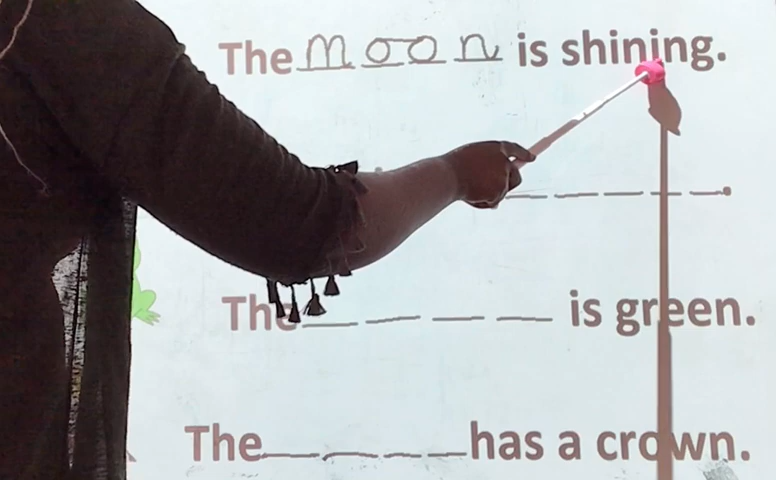 The moon is shining.
_ _ _ _ _.
The _ _ _ _ is green.
The _ _ _ _ has a crown.